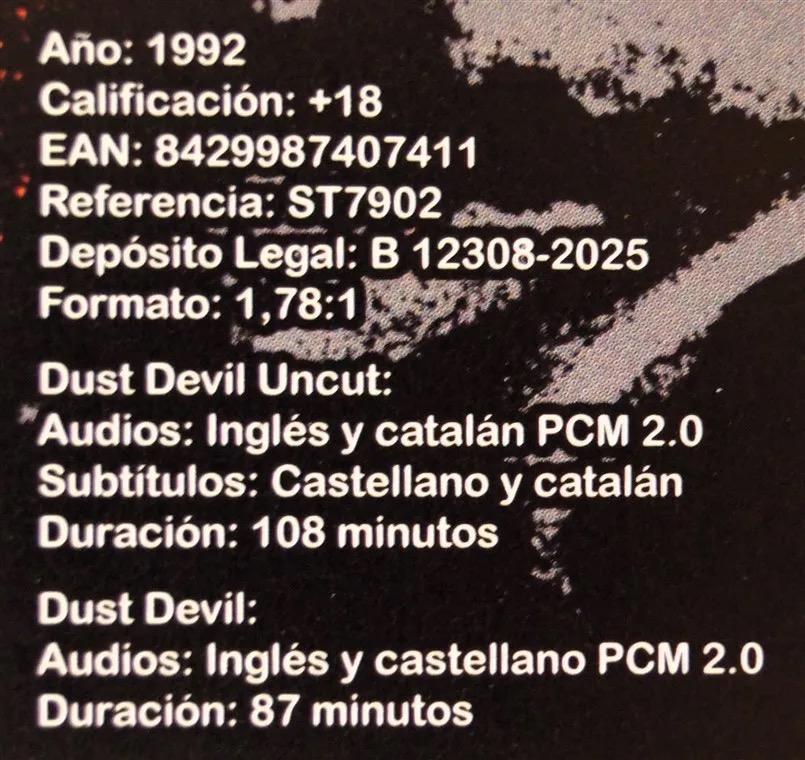 Año: 1992
Calificación: +18
EAN: 8429987407411
Referencia: ST7902
Depósito Legal: B 12308-2025
Formato: 1,78:1
Dust Devil Uncut:
Audios: Inglés y catalán PCM 2.0
Subtítulos: Castellano y catalán
Duración: 108 minutos
Dust Devil:
Audios: Inglés y castellano PCM 2.0
Duración: 87 minutos